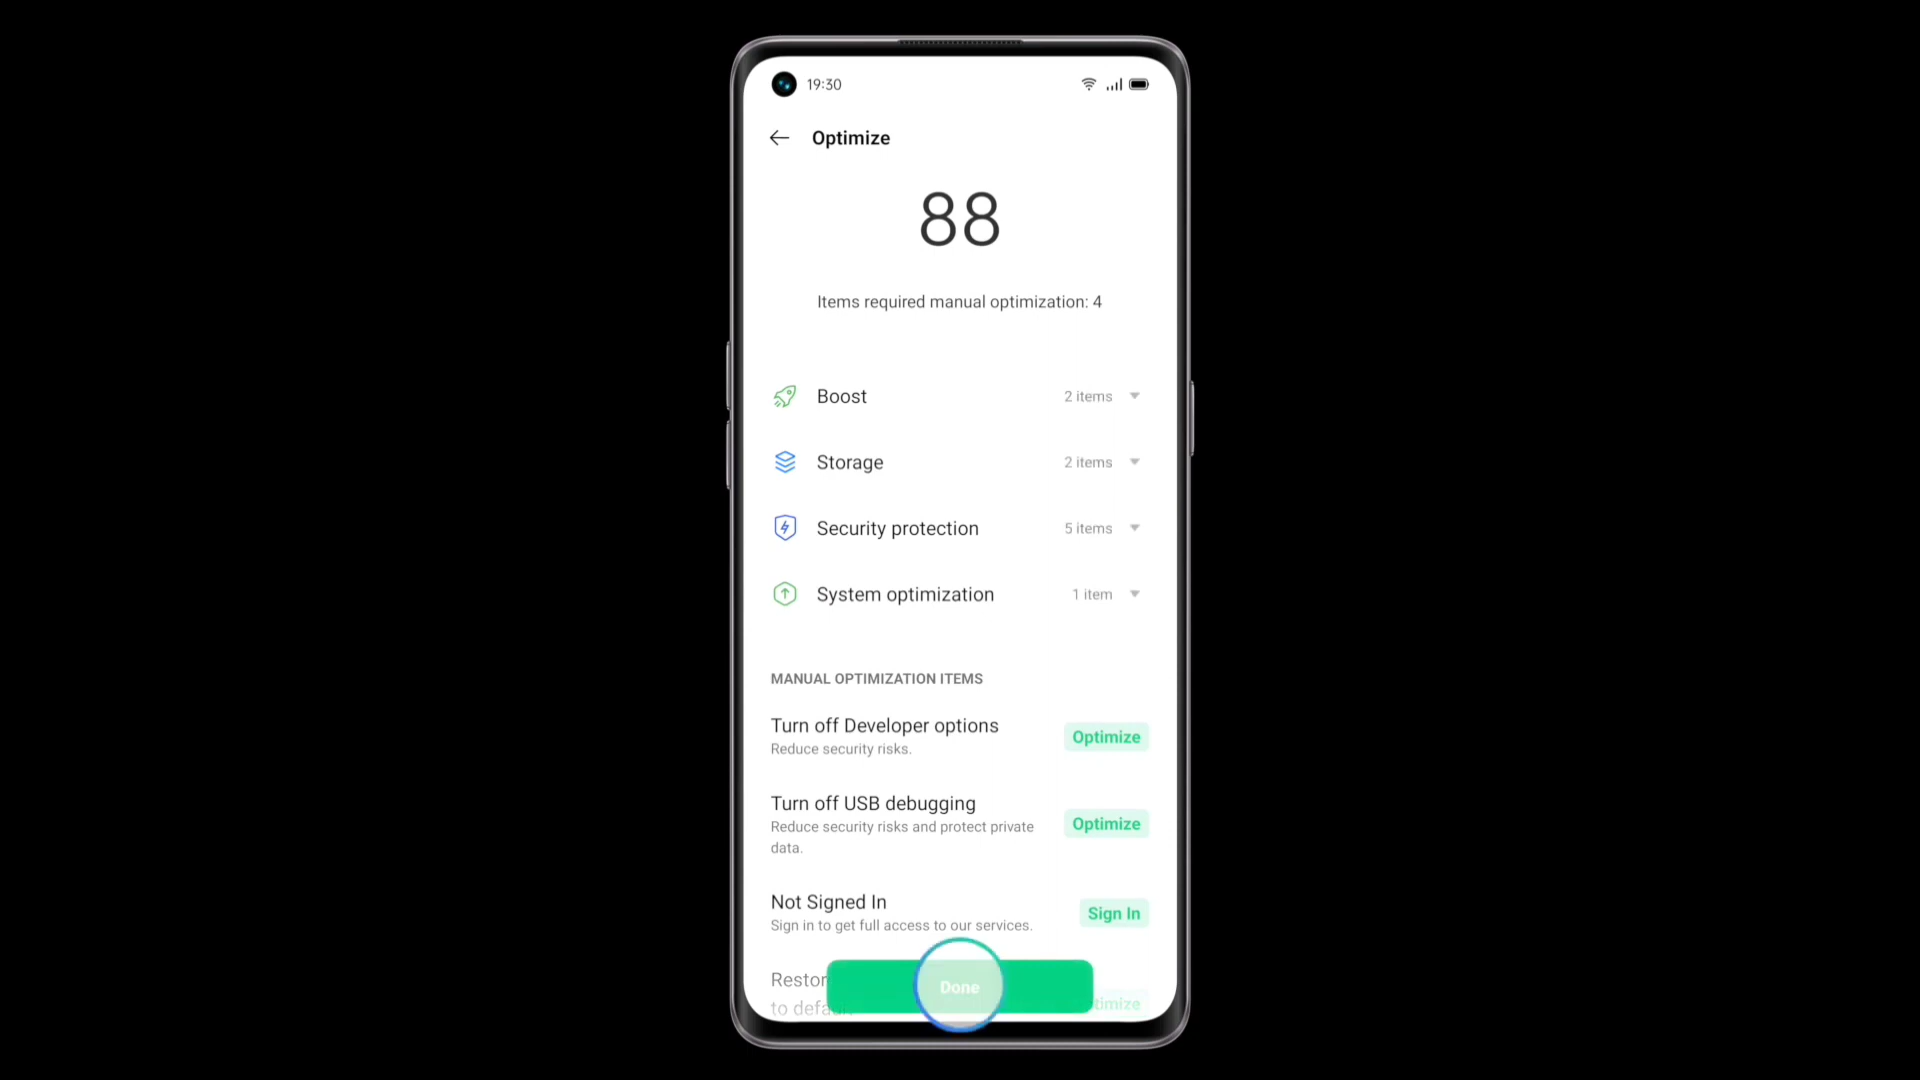 19:30
Optimize
88
Items required manual optimization: 4
Boost 2 items
Storage 2 items
Security protection 5 items
System optimization 1 item
MANUAL OPTIMIZATION ITEMS
Turn off Developer options
Reduce security risks.
Optimize
Turn off USB debugging
Reduce security risks and protect private
data.
Optimize
Not Signed In
Sign in to get full access to our services.
Sign In
Done